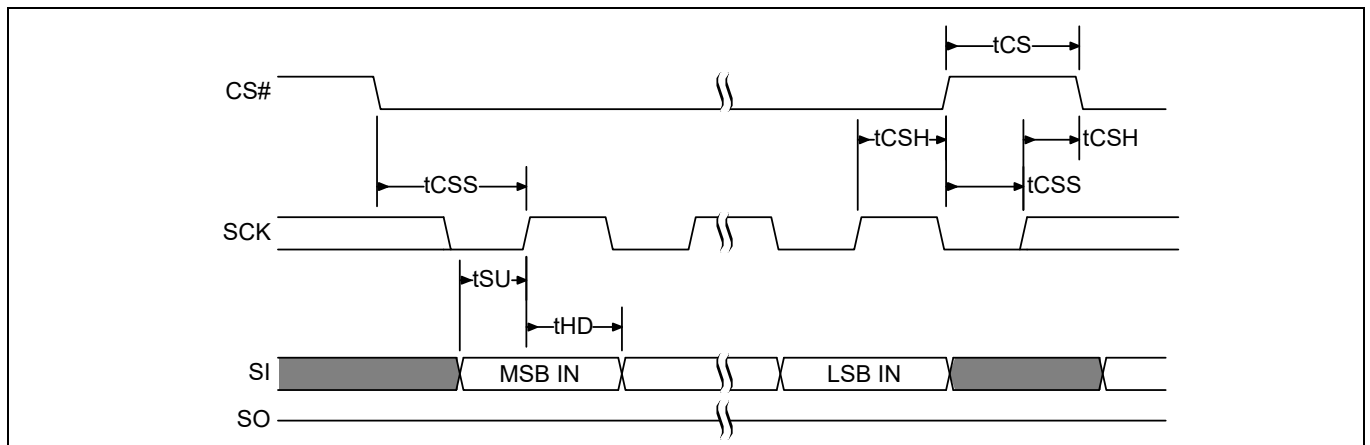 tCS
CS#
tCSH
tCSH
tCSS
tCSS
SCK
tSU
tHD
SI
MSB IN
LSB IN
SO